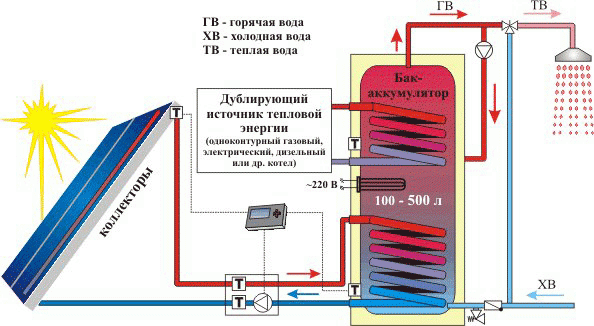 ГВ - горячая вода
ХВ - холодная вода
ТВ - теплая вода
ГВ
ТВ
Бак-
аккумулятор
Дублирующий
источник тепловой
энергии
(одноконтурный газовый,
электрический, дизельный
или др. котел)
Т
Т
~220 В
100 - 500 л
коллекторы
Т
Т
Т
ХВ